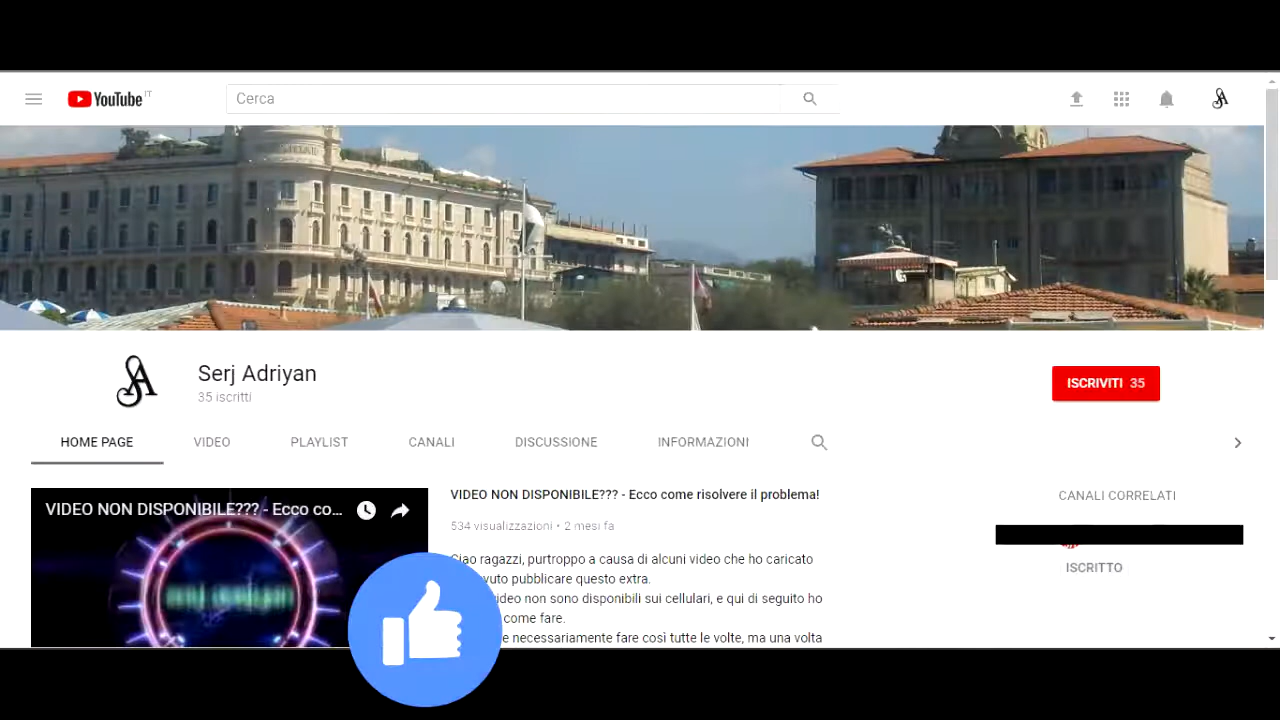 YouTube IT
Cerca
Serj Adriyan
35 iscritti
ISCRIVITI 35
HOME PAGE
VIDEO
PLAYLIST
CANALI
DISCUSSIONE
INFORMAZIONI
VIDEO NON DISPONIBILE??? - Ecco co...
VIDEO NON DISPONIBILE??? - Ecco come risolvere il problema!
534 visualizzazioni • 2 mesi fa
Ciao ragazzi, purtroppo a causa di alcuni video che ho caricato
vuto pubblicare questo extra.
ideo non sono disponibili sui cellulari, e qui di seguito ho
come fare.
e necessariamente fare così tutte le volte, ma una volta
CANALI CORRELATI
ISCRITTO